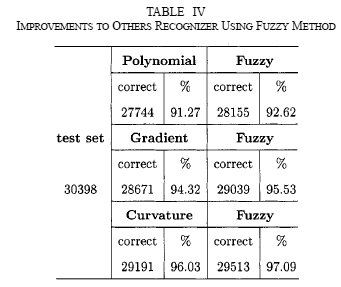 TABLE IV
IMPROVEMENTS TO OTHERS RECOGNIZER USING FUZZY METHOD
Polynomial Fuzzy
correct % correct %
27744 91.27 28155 92.62
test set Gradient Fuzzy
correct % correct %
30398 28671 94.32 29039 95.53
Curvature Fuzzy
correct % correct %
29191 96.03 29513 97.09